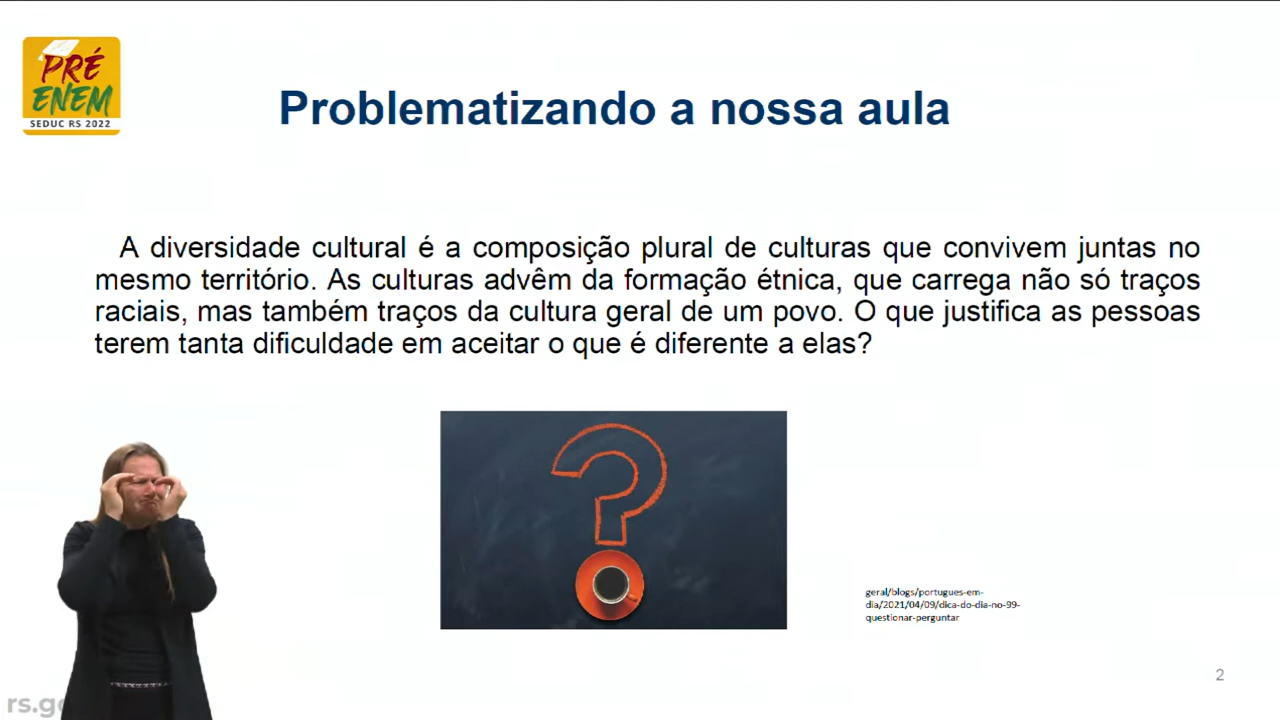 PRÉ
ENEM
SEDUC RS 2022
Problematizando a nossa aula
A diversidade cultural é a composição plural de culturas que convivem juntas no
mesmo território. As culturas advêm da formação étnica, que carrega não só traços
raciais, mas também traços da cultura geral de um povo. O que justifica as pessoas
terem tanta dificuldade em aceitar o que é diferente a elas?
geral/blogs/portugues-em-
dia/2021/04/09/dica-do-dia-no-99-
questionar-perguntar
2